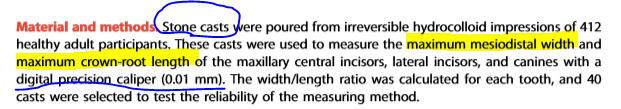 Material and methods. Stone casts were poured from irreversible hydrocolloid impressions of 412
healthy adult participants. These casts were used to measure the maximum mesiodistal width and
maximum crown-root length of the maxillary central incisors, lateral incisors, and canines with a
digital precision caliper (0.01 mm). The width/length ratio was calculated for each tooth, and 40
casts were selected to test the reliability of the measuring method.